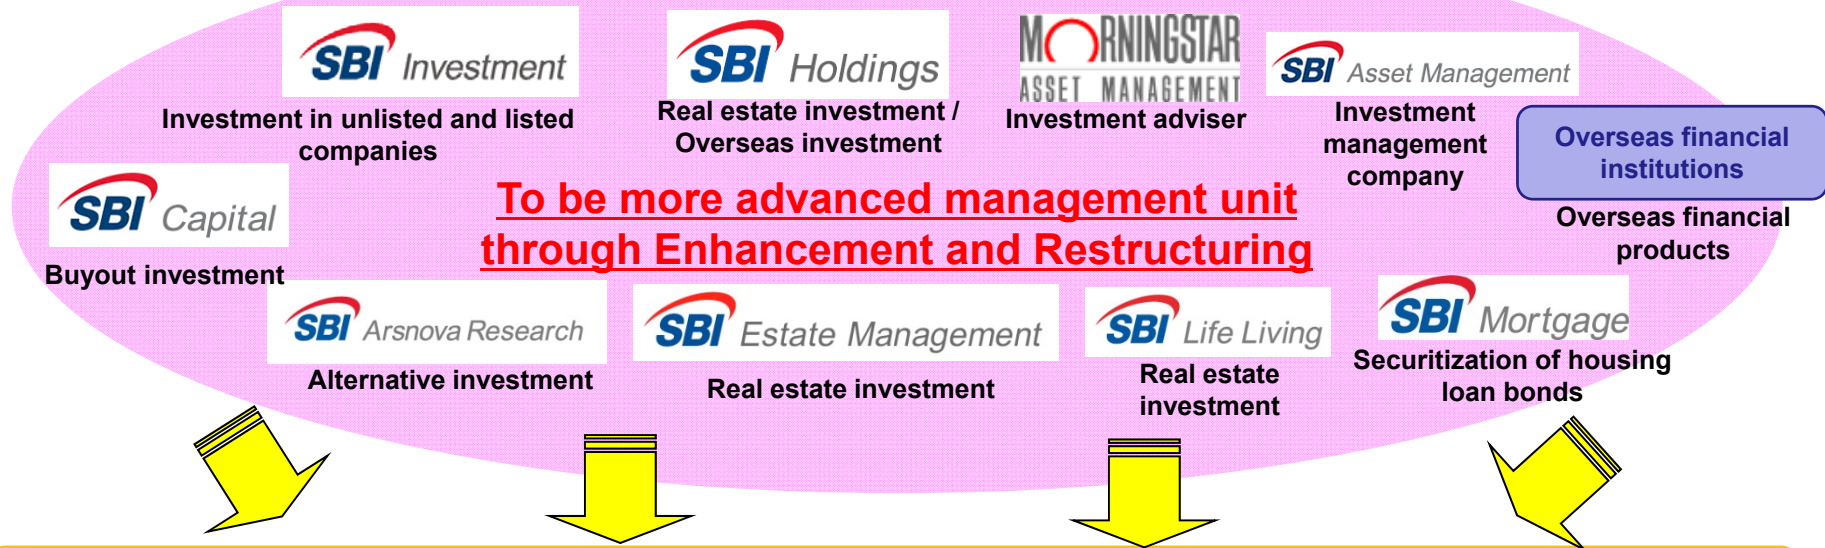 SBI Investment
Investment in unlisted and listed
companies
SBI Holdings
Real estate investment /
Overseas investment
MORNINGSTAR
ASSET MANAGEMENT
Investment adviser
SBI Asset Management
Investment
management
company
Overseas financial
institutions
Overseas financial
products
SBI Capital
Buyout investment
To be more advanced management unit
through Enhancement and Restructuring
SBI Arsnova Research
Alternative investment
SBI Estate Management
Real estate investment
SBI Life Living
Real estate
investment
SBI Mortgage
Securitization of housing
loan bonds